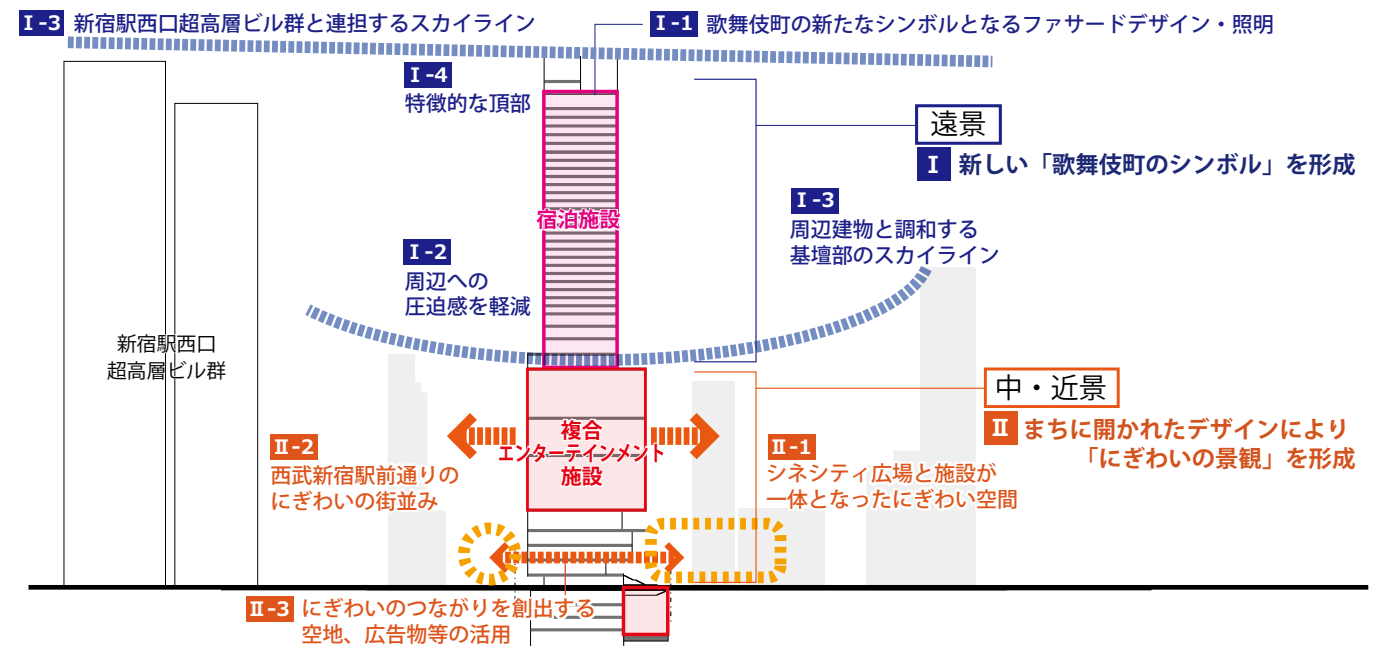 Ⅰ-3 新宿駅西口超高層ビル群と連担するスカイライン
Ⅰ-1 歌舞伎町の新たなシンボルとなるファサードデザイン・照明
Ⅰ-4
特徴的な頂部
遠景
Ⅰ 新しい「歌舞伎町のシンボル」を形成
Ⅰ-3
周辺建物と調和する
基壇部のスカイライン
宿泊施設
Ⅰ-2
周辺への
圧迫感を軽減
新宿駅西口
超高層ビル群
中・近景
Ⅱ まちに開かれたデザインにより
「にぎわいの景観」を形成
複合
エンターテインメント
施設
Ⅱ-2
西武新宿駅前通りの
にぎわいの街並み
Ⅱ-1
シネシティ広場と施設が
一体となったにぎわい空間
Ⅱ-3 にぎわいのつながりを創出する
空地、広告物等の活用